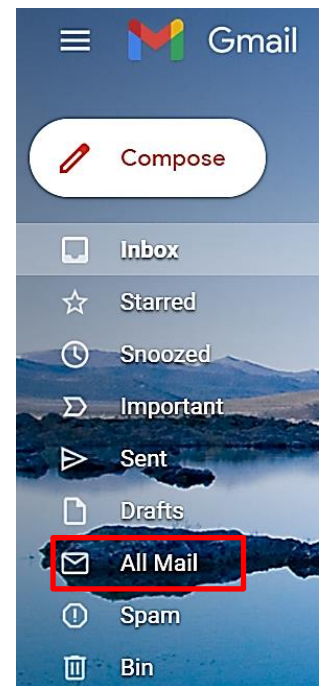 Gmail
Compose
Inbox
Starred
Snoozed
Important
Sent
Drafts
All Mail
Spam
Bin